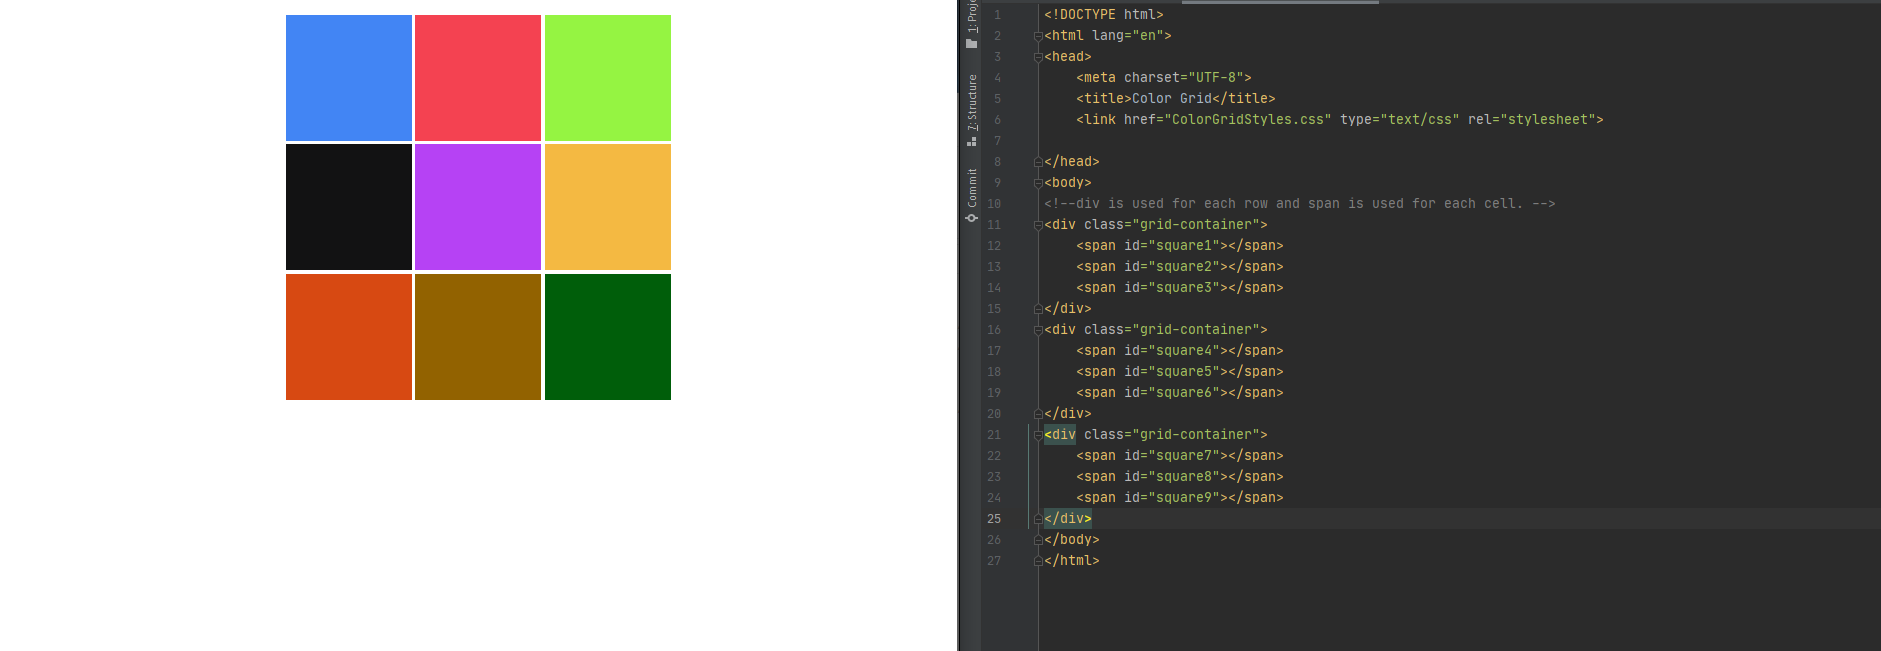 1: Proje
7: Structure
Commit
1 <!DOCTYPE html>
2 <html lang="en">
3 <head>
4     <meta charset="UTF-8">
5     <title>Color Grid</title>
6     <link href="ColorGridStyles.css" type="text/css" rel="stylesheet">
7
8 </head>
9 <body>
10 <!--div is used for each row and span is used for each cell. -->
11 <div class="grid-container">
12     <span id="square1"></span>
13     <span id="square2"></span>
14     <span id="square3"></span>
15 </div>
16 <div class="grid-container">
17     <span id="square4"></span>
18     <span id="square5"></span>
19     <span id="square6"></span>
20 </div>
21 <div class="grid-container">
22     <span id="square7"></span>
23     <span id="square8"></span>
24     <span id="square9"></span>
25 </div>
26 </body>
27 </html>